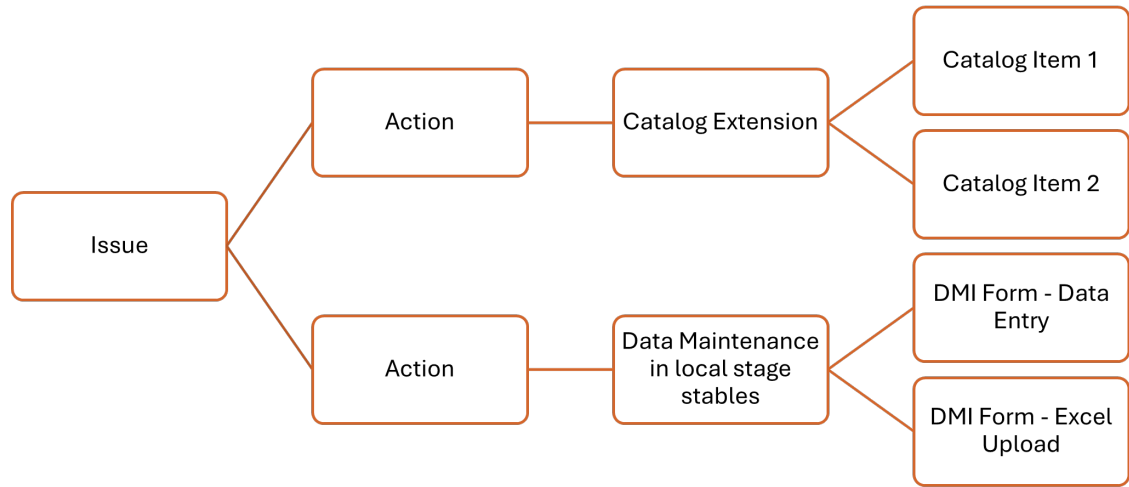 Issue
Action
Catalog Extension
Catalog Item 1
Catalog Item 2
Action
Data Maintenance
in local stage
stables
DMI Form - Data
Entry
DMI Form - Excel
Upload